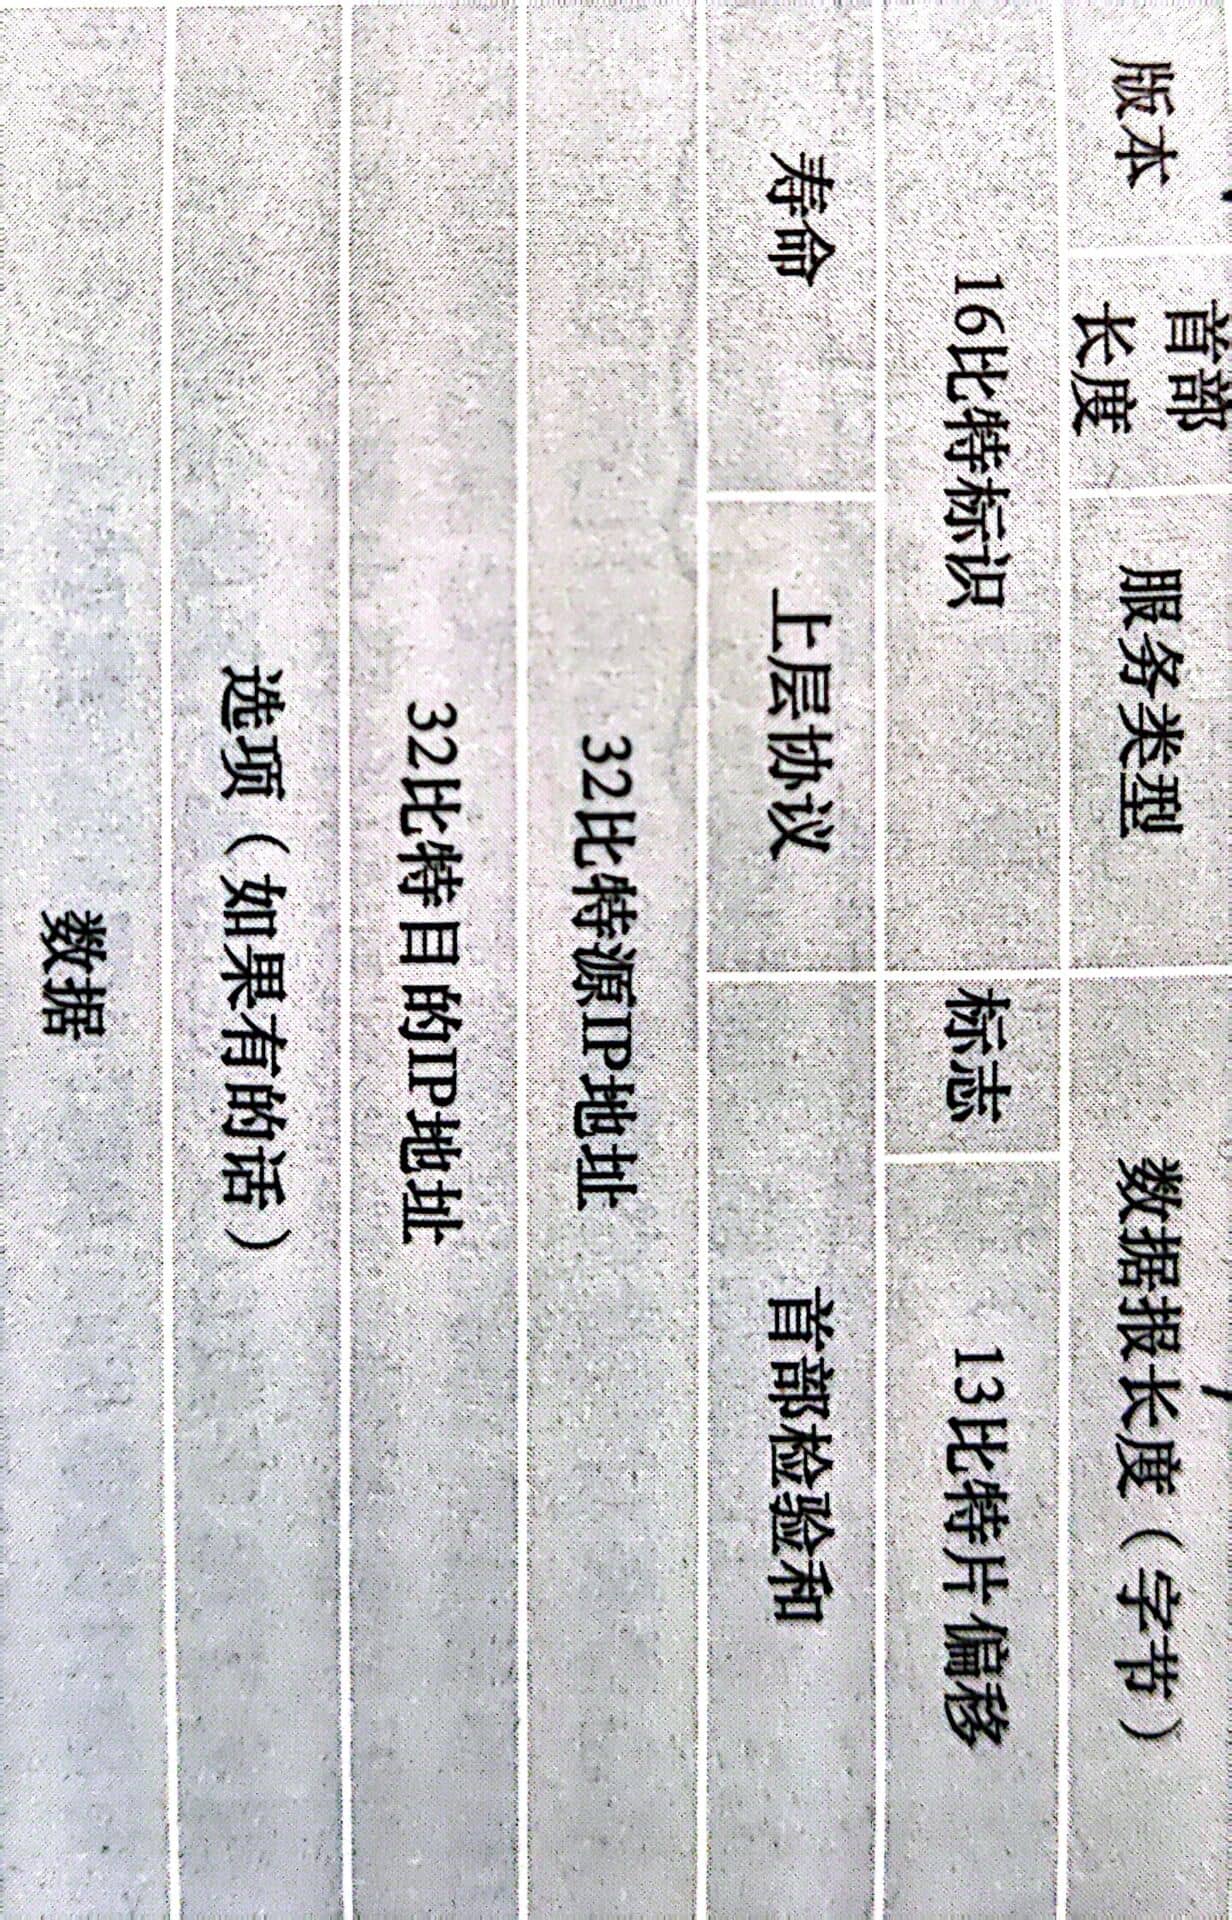 版本
首部
长度
服务类型
数据报长度（字节）
16比特标识
标志
13比特片偏移
寿命
上层协议
首部检验和
32比特源IP地址
32比特目的IP地址
选项（如果有的话）
数据